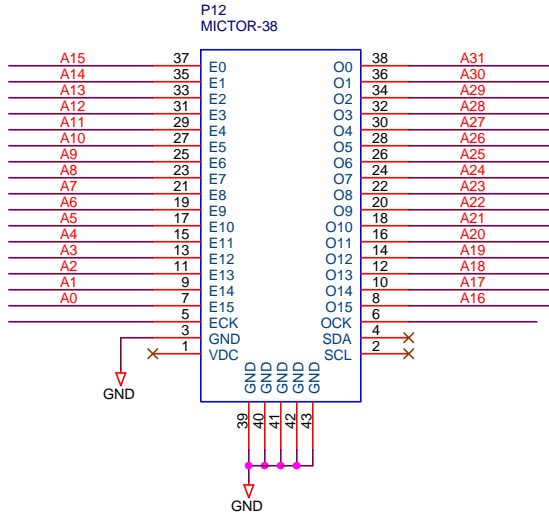 P12
MICTOR-38
A15 37 E0 O0 38 A31
A14 35 E1 O1 36 A30
A13 33 E2 O2 34 A29
A12 31 E3 O3 32 A28
A11 29 E4 O4 30 A27
A10 27 E5 O5 28 A26
A9 25 E6 O6 26 A25
A8 23 E7 O7 24 A24
A7 21 E8 O8 22 A23
A6 19 E9 O9 20 A22
A5 17 E10 O10 18 A21
A4 15 E11 O11 16 A20
A3 13 E12 O12 14 A19
A2 11 E13 O13 12 A18
A1 9 E14 O14 10 A17
A0 7 E15 O15 8 A16
5 ECK OCK 6
3 GND SDA 4
1 VDC SCL 2
GND GND GND GND GND
GND
39 40 41 42 43
GND